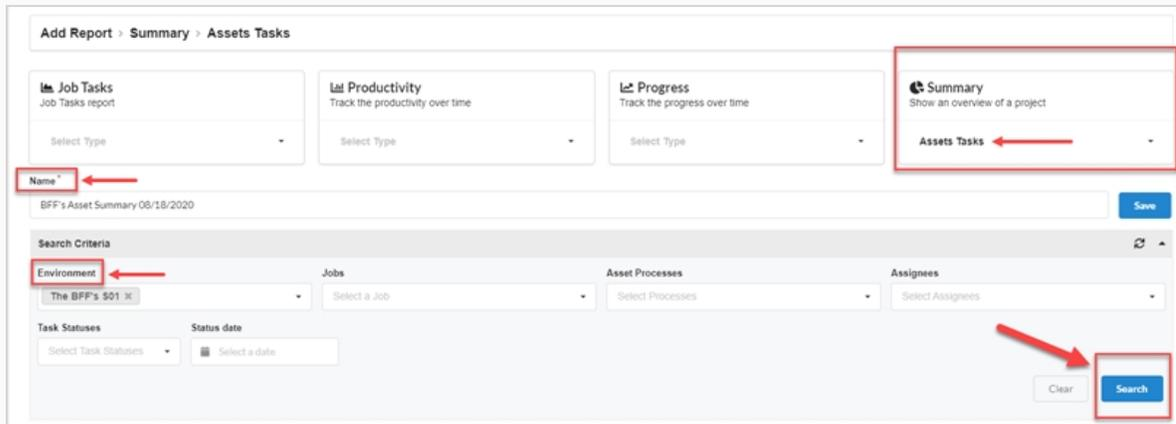 Add Report > Summary > Assets Tasks
Job Tasks
Job Tasks report
Select Type
Productivity
Track the productivity over time
Select Type
Progress
Track the progress over time
Select Type
Summary
Show an overview of a project
Assets Tasks
Name*
BFF's Asset Summary 08/18/2020
Save
Search Criteria
Environment
The BFF's S01 ×
Jobs
Select a Job
Asset Processes
Select Processes
Assignees
Select Assignees
Task Statuses
Select Task Statuses
Status date
Select a date
Clear
Search